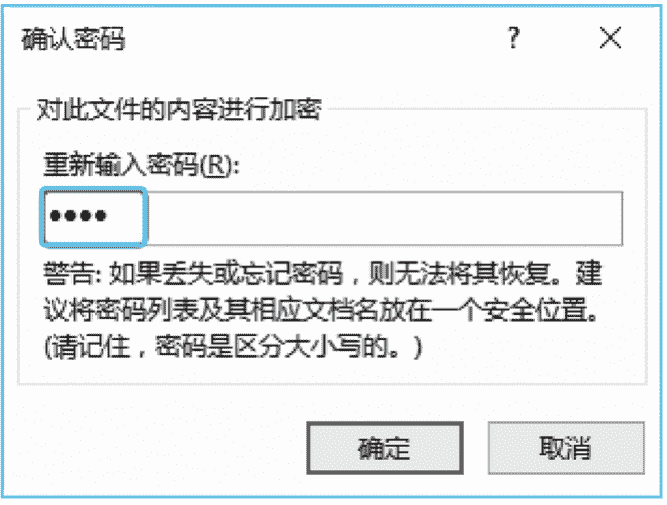 确认密码 ?
对此文件的内容进行加密
重新输入密码(R):
••••
警告: 如果丢失或忘记密码，则无法将其恢复。建
议将密码列表及其相应文档名放在一个安全位置。
(请记住，密码是区分大小写的。)
确定 取消